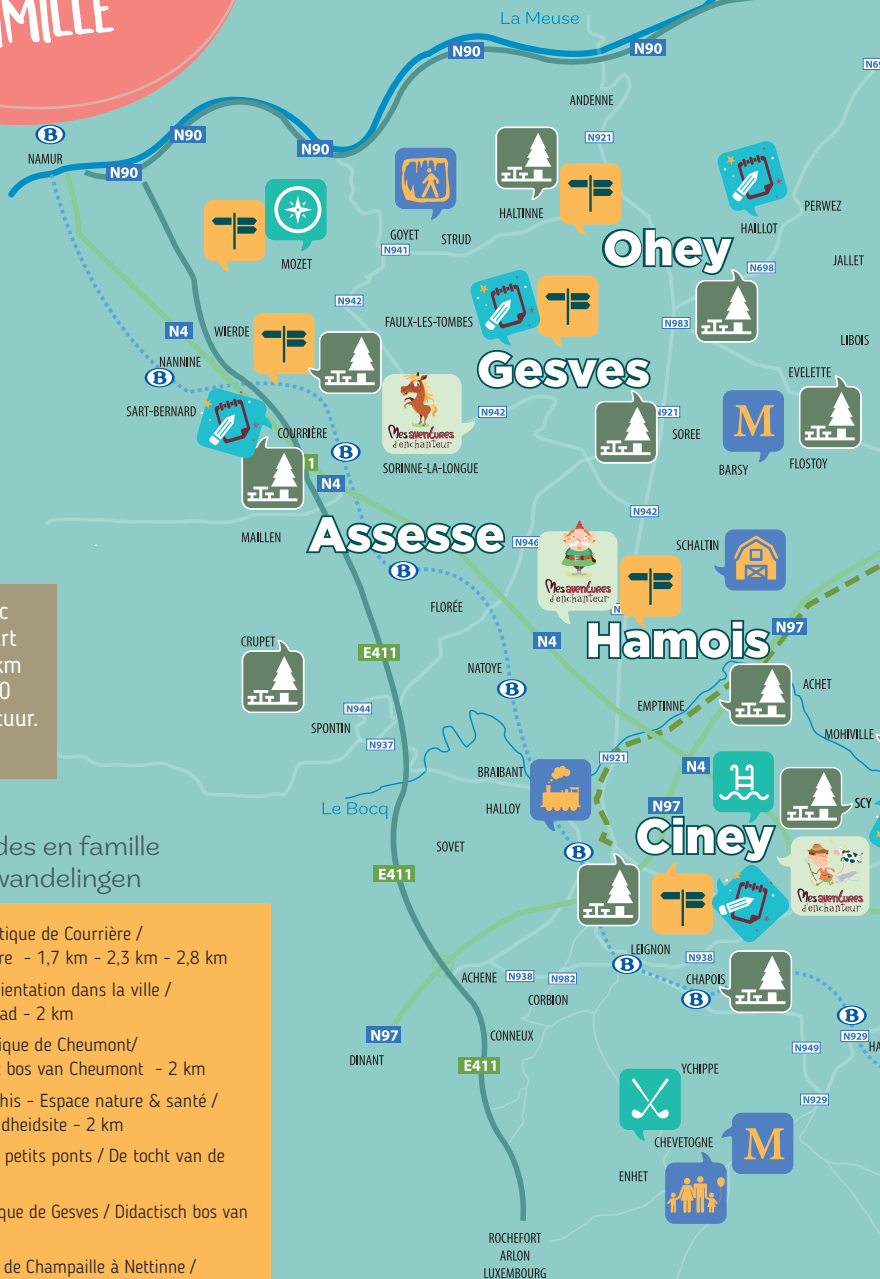 MILLE
La Meuse
N90
N90
N69
ANDENNE
B
N90
N921
NAMUR
N90
N90
HALTINNE
PERWEZ
GOYET
STRUD
HAILLOT
Ohey
N941
MOZET
JALLET
N698
N942
FAULX-LES-TOMBES
N983
N4
WIERDE
LIBOIS
NANNINE
Gesves
EVELETTE
B
SART-BERNARD
N942
N921
M
Mes aventures
d'enchanteur
COURRIÈRE
SOREE
B
1
SORINNE-LA-LONGUE
BARSY
FLOSTOY
N4
N942
MAILLEN
Assesse
N946
SCHALTIN
B
Mes aventures
d'enchanteur
c
FLORÉE
N
art
N97
km
CRUPET
E411
N4
Hamois
0
NATOYE
ACHET
tuur.
B
EMPTINNE
N944
SPONTIN
MOHIVILLE
N937
N921
N4
BRAIBANT
Le Bocq
HALLOY
N97
SCY
Ciney
des en famille
SOVET
B
wandelingen
E411
Mes aventures
d'enchanteur
tique de Courrière /
re - 1,7 km - 2,3 km - 2,8 km
LEIGNON
B
N938
ACHENE
N938
N982
CHAPOIS
ientation dans la ville /
B
CORBION
ad - 2 km
B
N97
CONNEUX
N929
ique de Cheumont/
DINANT
N949
HA
bos van Cheumont - 2 km
E411
YCHIPPE
his - Espace nature & santé /
N929
dheidsite - 2 km
CHEVETOGNE
M
petits ponts / De tocht van de
ENHET
que de Gesves / Didactisch bos van
ROCHEFORT
ARLON
de Champaille à Nettinne /
LUXEMBOURG